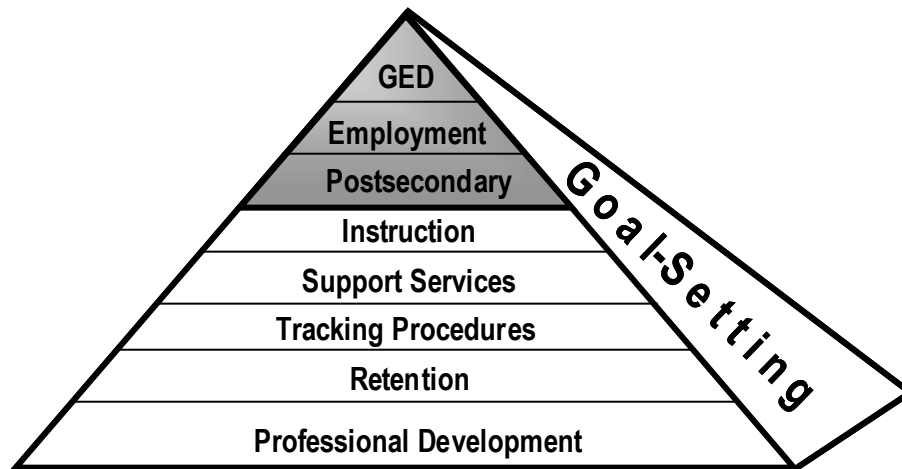 GED
Employment
Postsecondary
Instruction
Support Services
Tracking Procedures
Retention
Professional Development
Goal-Setting